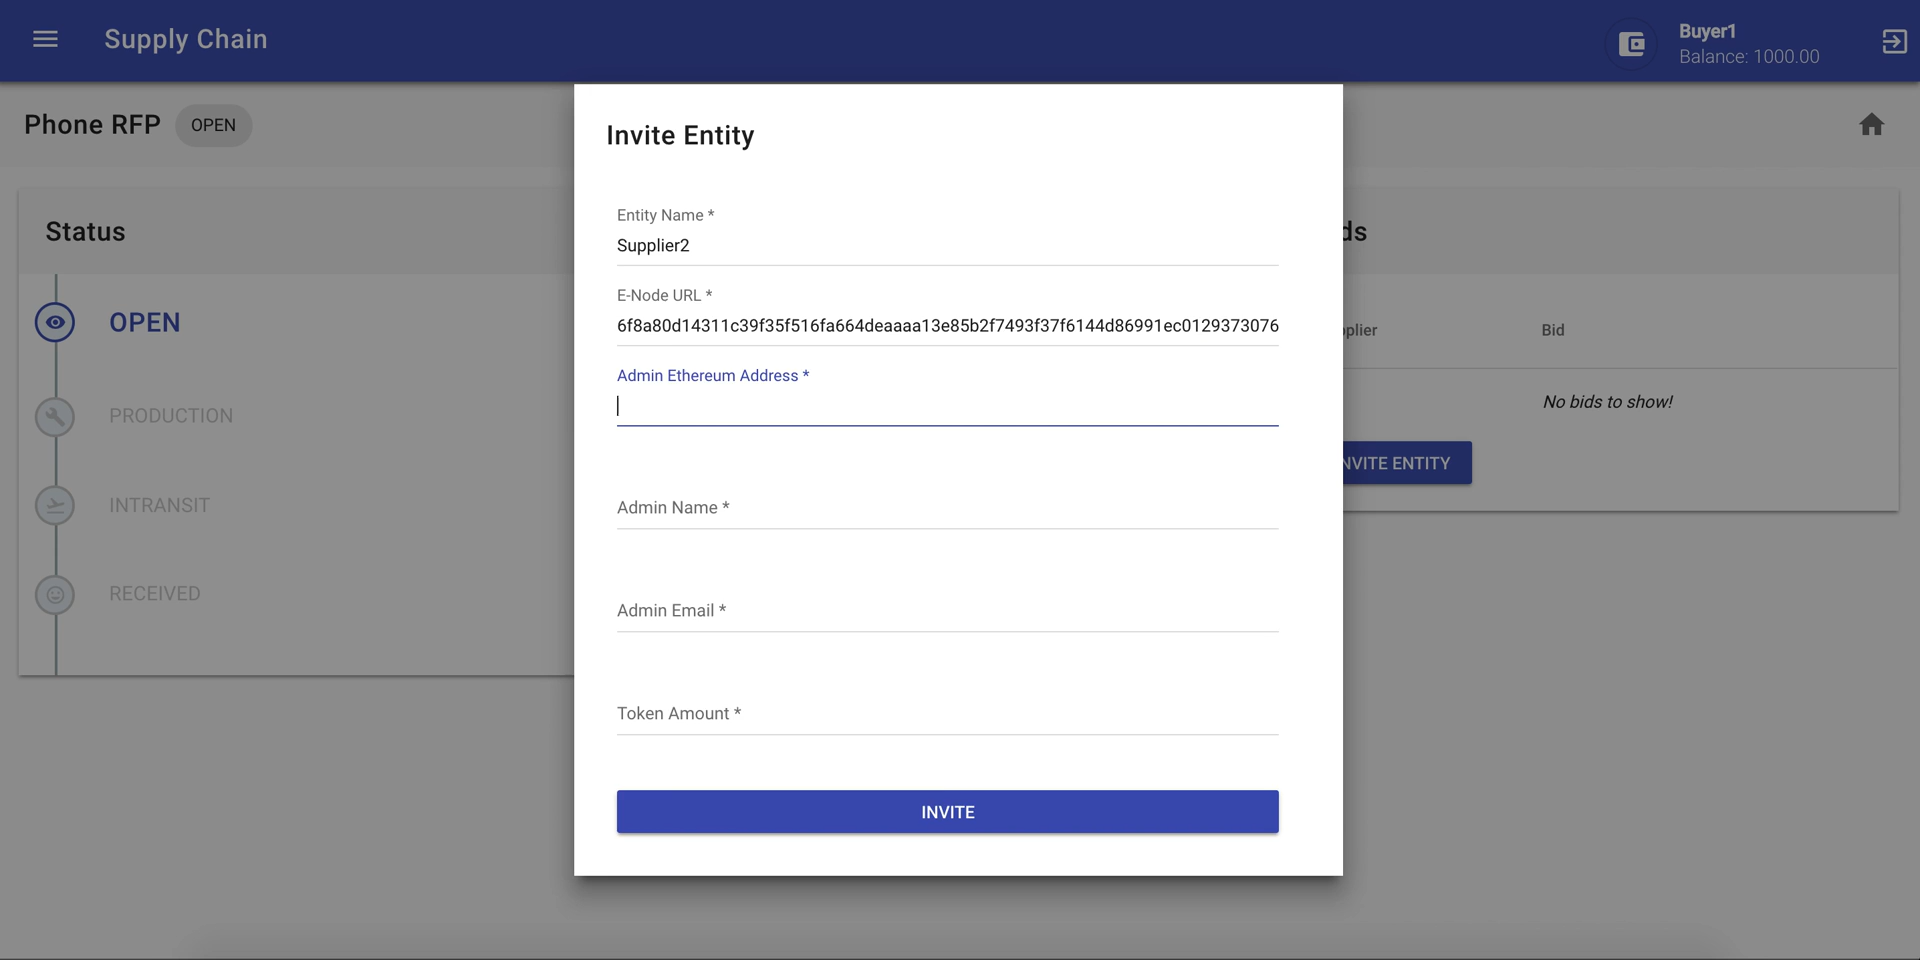 Supply Chain
Buyer1
Balance: 1000.00
Phone RFP
OPEN
Invite Entity
Status
OPEN
PRODUCTION
INTRANSIT
RECEIVED
Entity Name *
Supplier2
E-Node URL *
6f8a80d14311c39f35f516fa664deaaaa13e85b2f7493f37f6144d86991ec0129373076
Admin Ethereum Address *
Admin Name *
Admin Email *
Token Amount *
INVITE
ds
plier
Bid
No bids to show!
NVITE ENTITY